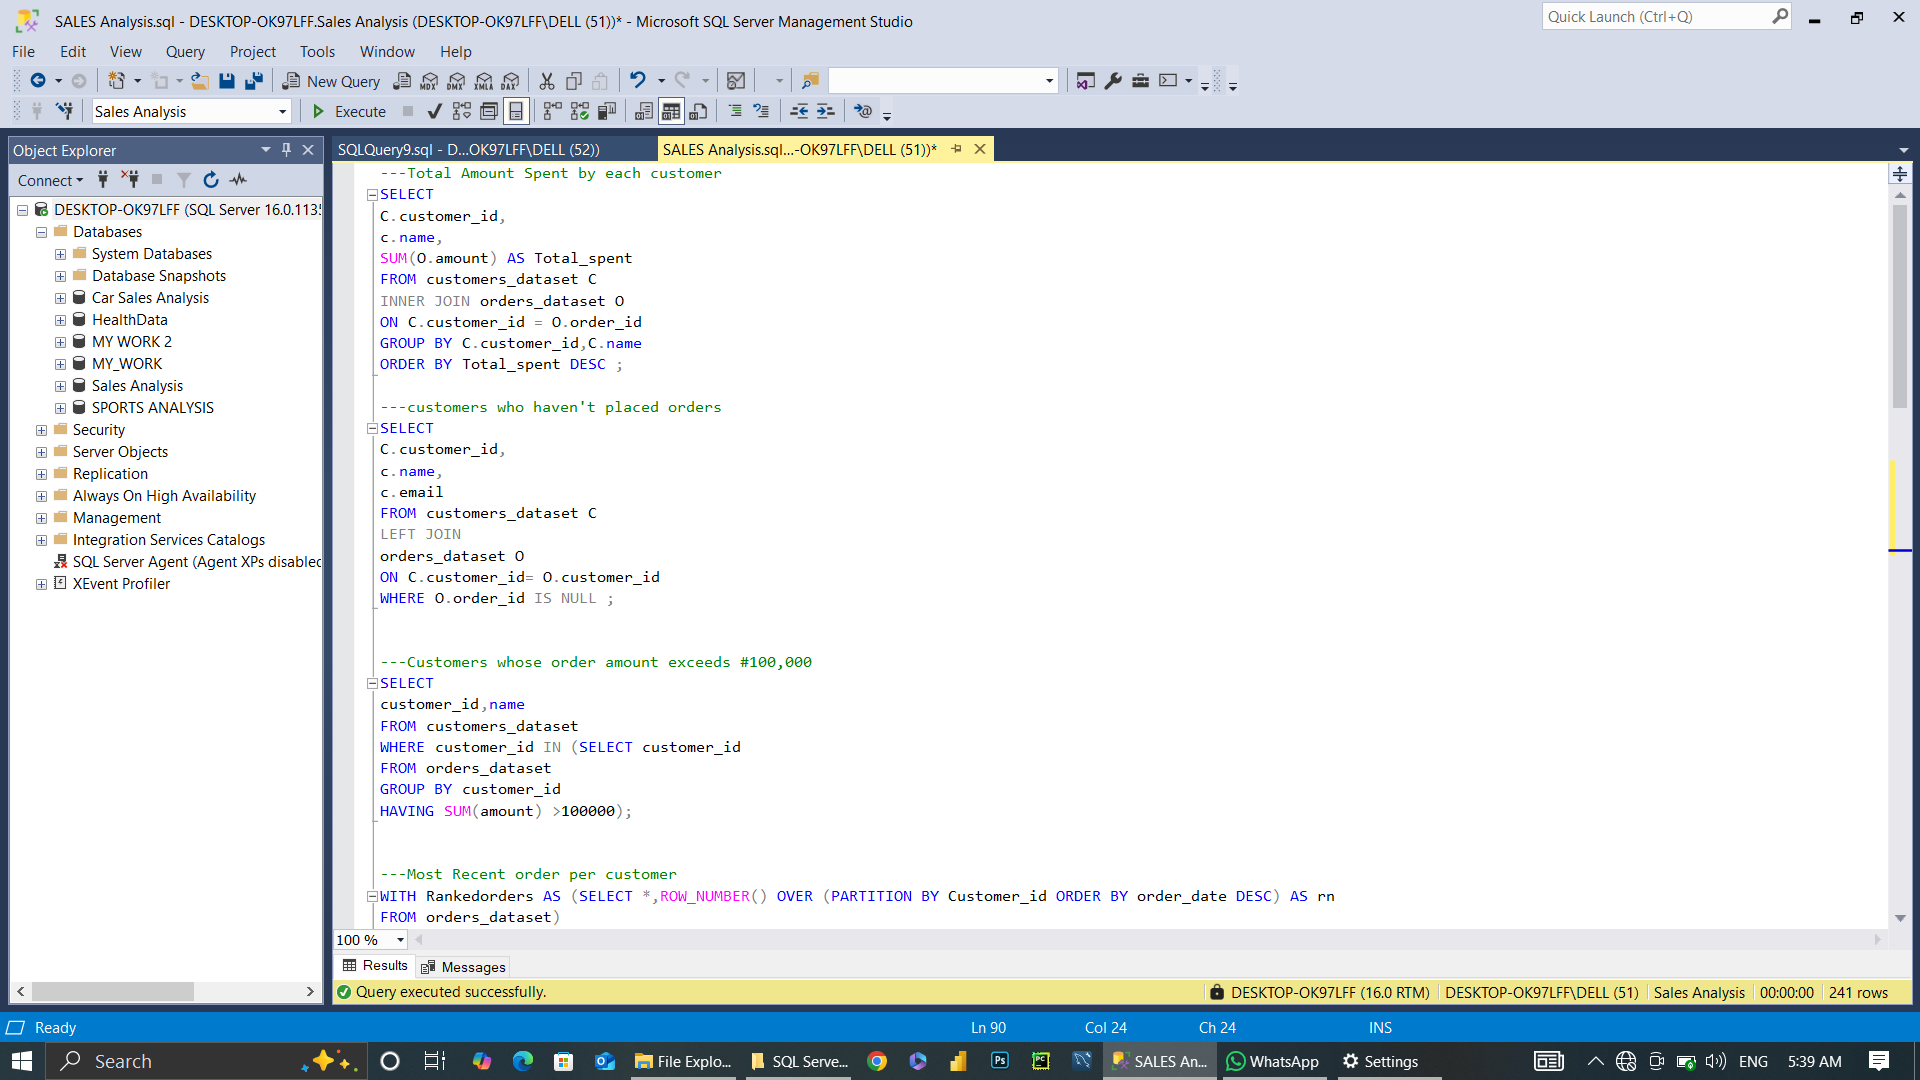 SALES Analysis.sql - DESKTOP-OK97LFF.Sales Analysis (DESKTOP-OK97LFF\DELL (51))* - Microsoft SQL Server Management Studio
Quick Launch (Ctrl+Q)
File Edit View Query Project Tools Window Help
New Query MDX DMX XMLA DAX
Sales Analysis Execute
Object Explorer
Connect
DESKTOP-OK97LFF (SQL Server 16.0.1135
Databases
System Databases
Database Snapshots
Car Sales Analysis
HealthData
MY WORK 2
MY_WORK
Sales Analysis
SPORTS ANALYSIS
Security
Server Objects
Replication
Always On High Availability
Management
Integration Services Catalogs
SQL Server Agent (Agent XPs disabled
XEvent Profiler
SQLQuery9.sql - D...OK97LFF\DELL (52))
SALES Analysis.sql...-OK97LFF\DELL (51))*
---Total Amount Spent by each customer
SELECT
C.customer_id,
c.name,
SUM(O.amount) AS Total_spent
FROM customers_dataset C
INNER JOIN orders_dataset O
ON C.customer_id = O.order_id
GROUP BY C.customer_id,C.name
ORDER BY Total_spent DESC ;
---customers who haven't placed orders
SELECT
C.customer_id,
c.name,
c.email
FROM customers_dataset C
LEFT JOIN
orders_dataset O
ON C.customer_id= O.customer_id
WHERE O.order_id IS NULL ;
---Customers whose order amount exceeds #100,000
SELECT
customer_id,name
FROM customers_dataset
WHERE customer_id IN (SELECT customer_id
FROM orders_dataset
GROUP BY customer_id
HAVING SUM(amount) >100000);
---Most Recent order per customer
WITH Rankedorders AS (SELECT *,ROW_NUMBER() OVER (PARTITION BY Customer_id ORDER BY order_date DESC) AS rn
FROM orders_dataset)
100 %
Results Messages
Query executed successfully.
DESKTOP-OK97LFF (16.0 RTM) DESKTOP-OK97LFF\DELL (51) Sales Analysis 00:00:00 241 rows
Ready Ln 90 Col 24 Ch 24 INS
Search
File Explo... SQL Serve... Ps PC SALES An... WhatsApp Settings
ENG 5:39 AM